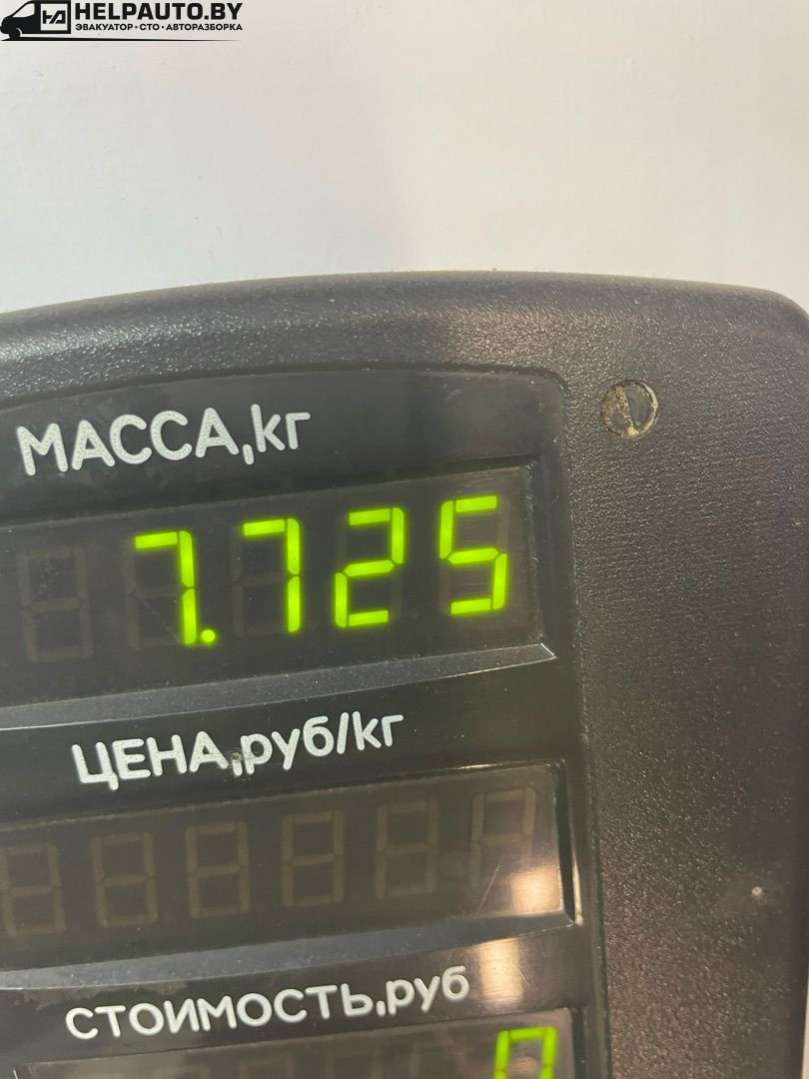 HELPAUTO.BY
ЭВАКУАТОР · СТО · АВТОРАЗБОРКА
МАССА,кг
7.725
ЦЕНА,руб/кг
СТОИМОСТЬ,руб
0